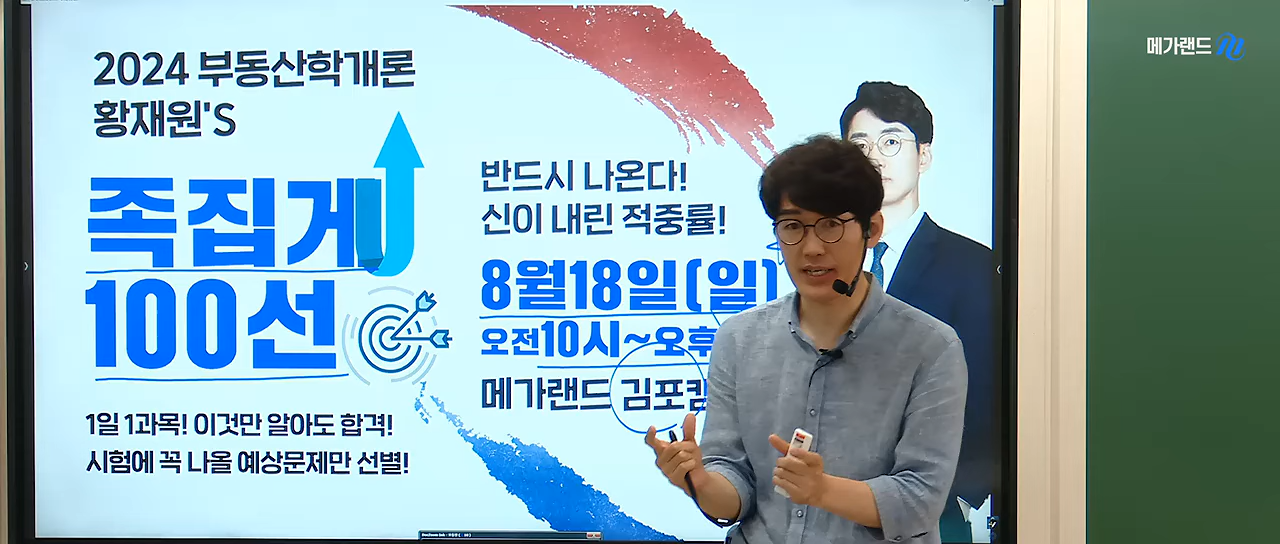 2024 부동산학개론
황재원'S
족집게
100선
1일 1과목! 이것만 알아도 합격!
시험에 꼭 나올 예상문제만 선별!
반드시 나온다!
신이 내린 적중률!
8월18일(일)
오전10시~오후
메가랜드 김포캠
메가랜드